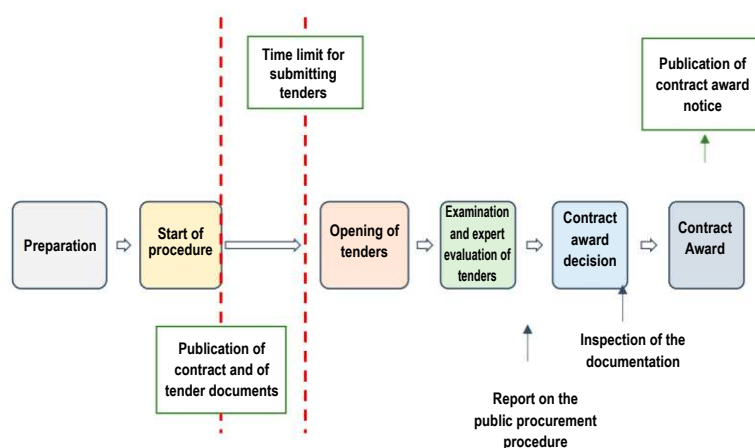 Time limit for
submitting
tenders
Publication of
contract award
notice
Preparation
Start of
procedure
Opening of
tenders
Examination
and expert
evaluation of
tenders
Contract
award
decision
Contract
Award
Publication of
contract and of
tender documents
Inspection of the
documentation
Report on the
public procurement
procedure